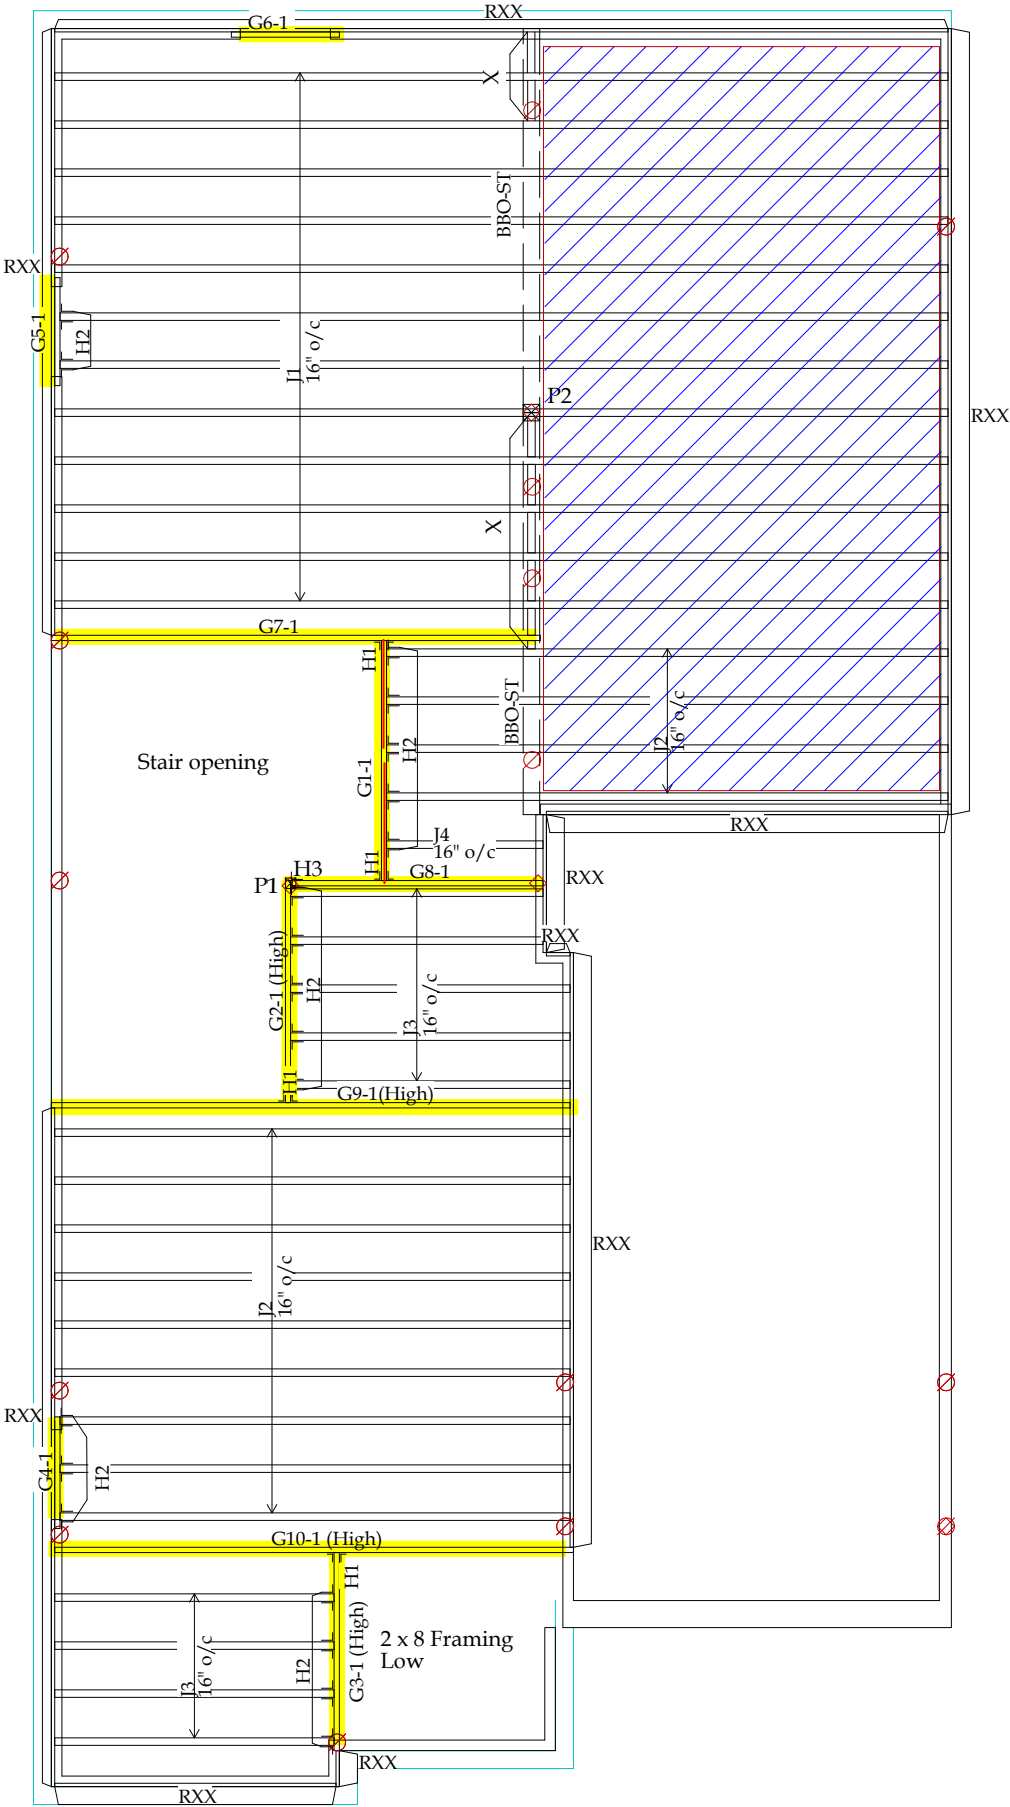 RXX
G6-1
X
BBO-ST
RXX
G5-1
H2
J1
16" o/c
P2
RXX
X
G7-1
H1
BBO-ST
H2
J2
16" o/c
Stair opening
G1-1
RXX
J4
16" o/c
H1
G8-1
H3
P1
RXX
RXX
G2-1 (High)
H2
J3
16" o/c
H1
G9-1(High)
RXX
J2
16" o/c
RXX
G4-1
H2
G10-1 (High)
H1
G3-1 (High)
2 x 8 Framing
Low
H2
J3
16" o/c
RXX
RXX